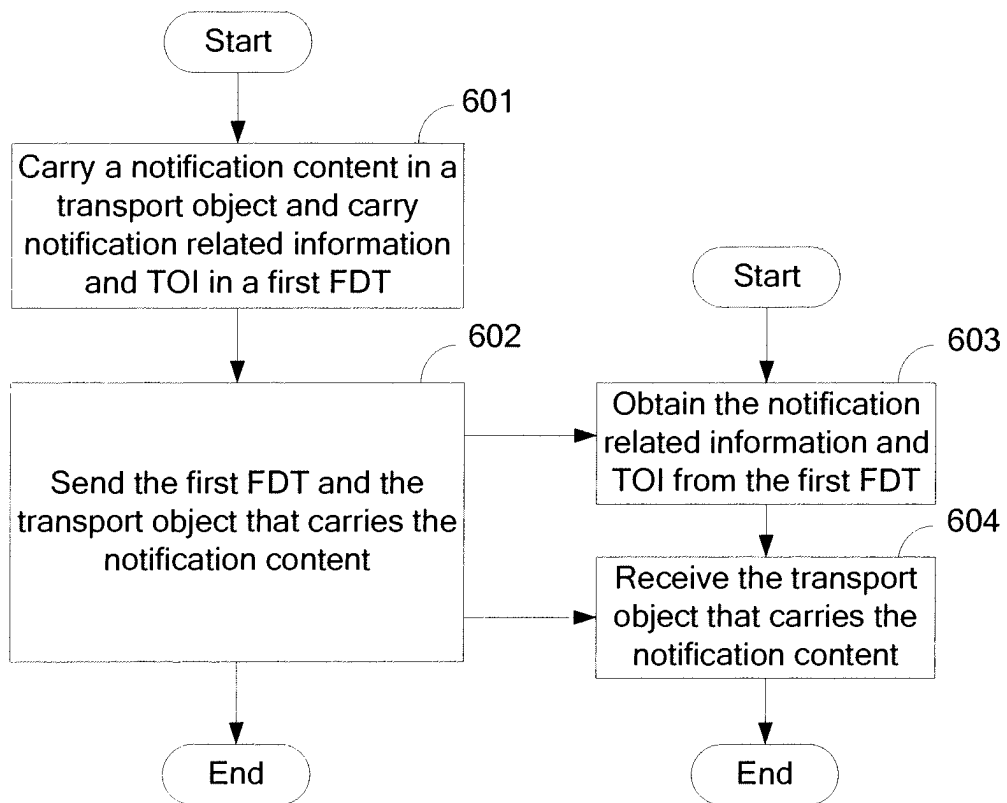 Start
601
Carry a notification content in a
transport object and carry
notification related information
and TOI in a first FDT
602
Send the first FDT and the
transport object that carries the
notification content
End
Start
603
Obtain the notification
related information and
TOI from the first FDT
604
Receive the transport
object that carries the
notification content
End